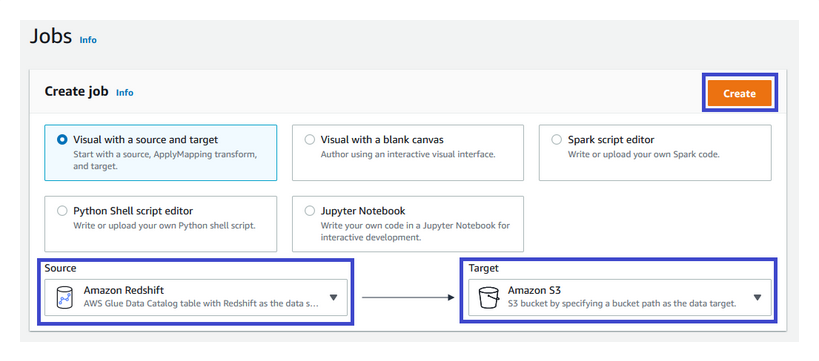 Jobs Info
Create job Info
Create
Visual with a source and target
Start with a source, ApplyMapping transform,
and target.
Visual with a blank canvas
Author using an interactive visual interface.
Spark script editor
Write or upload your own Spark code.
Python Shell script editor
Write or upload your own Python shell script.
Jupyter Notebook
Write your own code in a Jupyter Notebook for
interactive development.
Source
Amazon Redshift
AWS Glue Data Catalog table with Redshift as the data s...
Target
Amazon S3
S3 bucket by specifying a bucket path as the data target.